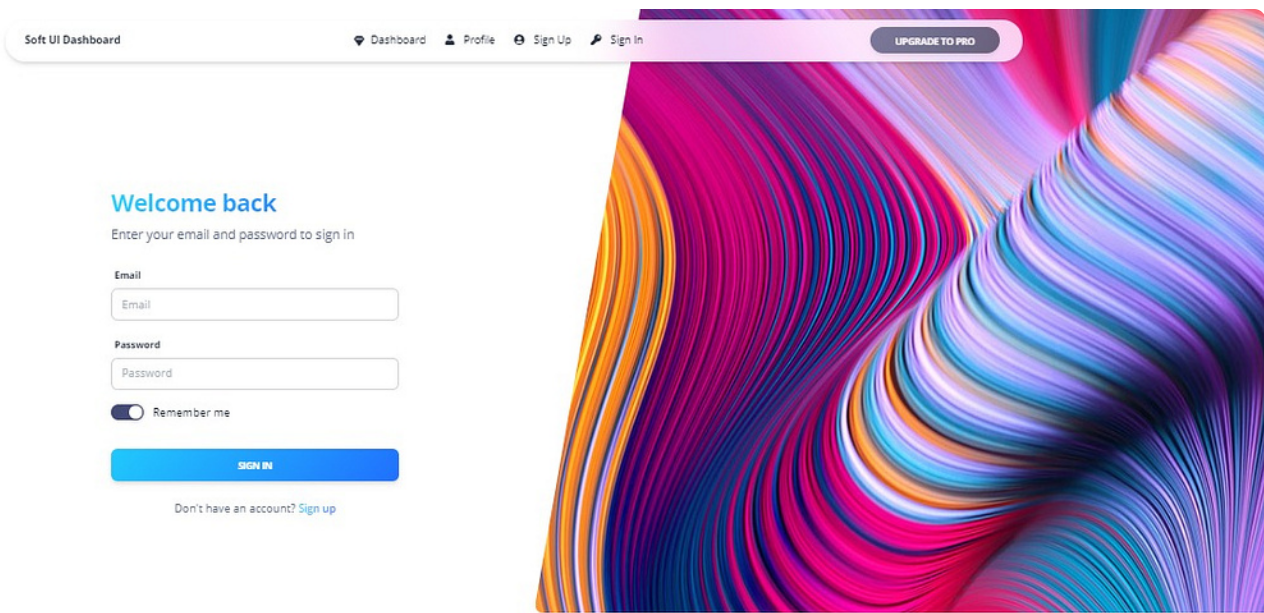 Soft UI Dashboard Dashboard Profile Sign Up Sign In UPGRADE TO PRO
Welcome back
Enter your email and password to sign in
Email
Email
Password
Password
Remember me
SIGN IN
Don't have an account? Sign up